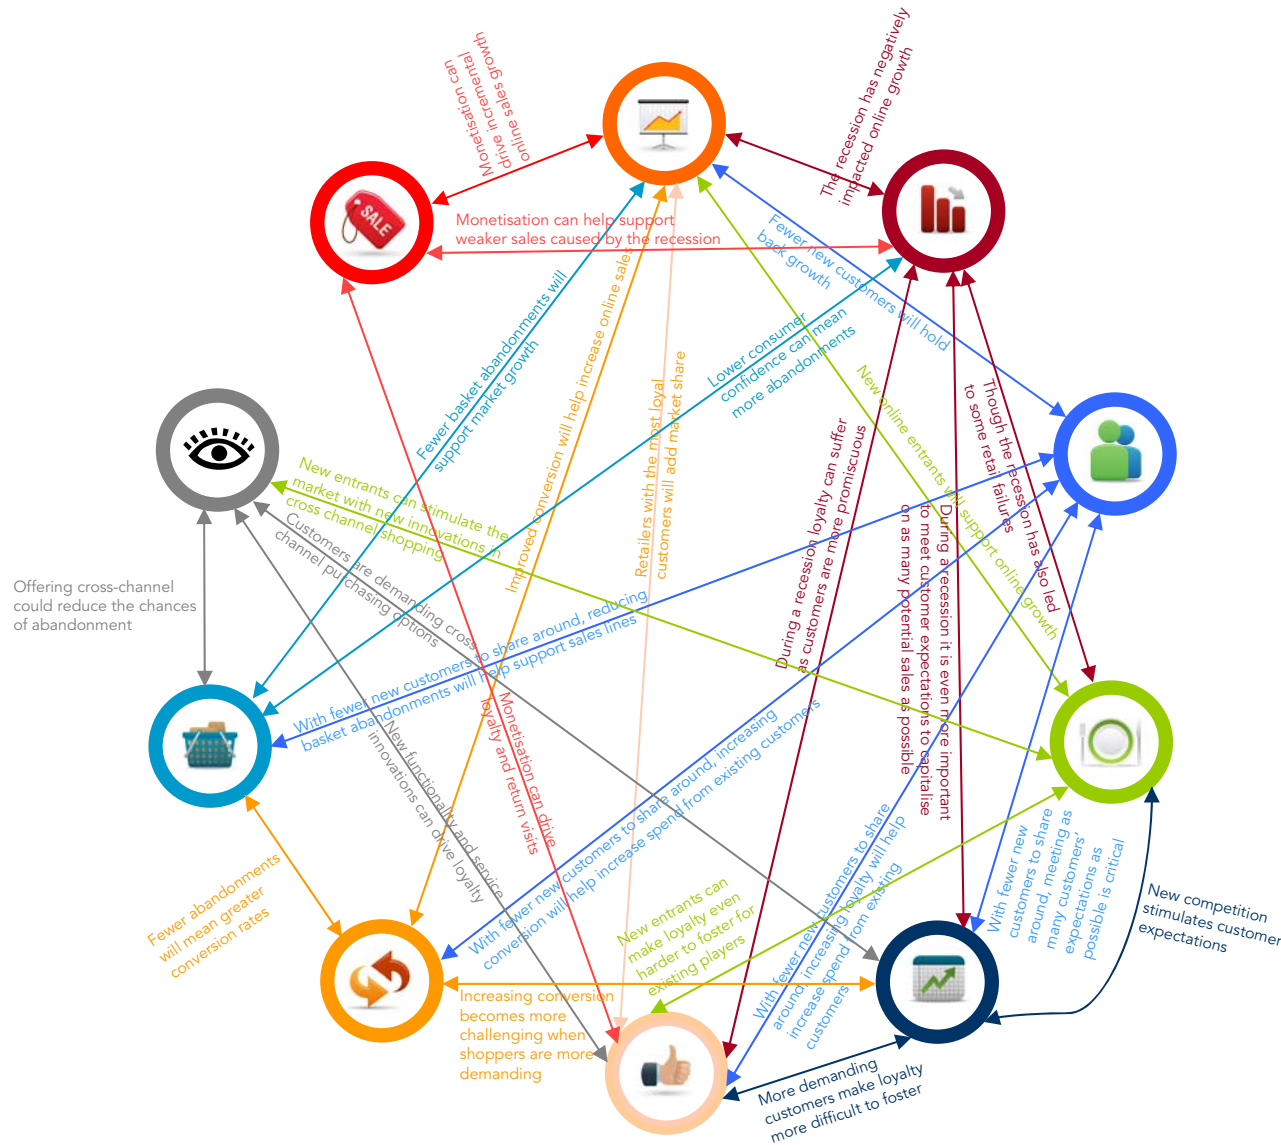 Monetisation can
drive incremental
online sales growth
The recession has negatively
impacted online growth
SALE
Monetisation can help support
weaker sales caused by the recession
Fewer new customers will hold
back growth
Fewer basket abandonments will
support market growth
Improved conversion will help increase online sales
Retailers with the most loyal
customers will add market share
Lower consumer
confidence can mean
more abandonments
New online entrants will support online growth
During a recession loyalty can suffer
as customers are more promiscuous
During a recession it is even more important
to meet customer expectations to capitalise
on as many potential sales as possible
Though the recession has also led
to some retail failures
New entrants can stimulate the
market with new innovations in
cross channel shopping
Customers are demanding cross
channel purchasing options
Offering cross-channel
could reduce the chances
of abandonment
With fewer new customers to share around, reducing
basket abandonments will help support sales lines
New functionality and service
innovations can drive loyalty
Monetisation can drive
loyalty and return visits
With fewer new customers to share around, increasing
conversion will help increase spend from existing customers
With fewer new customers to share
around, increasing loyalty will help
increase spend from existing
customers
With fewer new
customers to share
around, meeting as
many customers'
expectations as
possible is critical
New competition
stimulates customer
expectations
Fewer abandonments
will mean greater
conversion rates
New entrants can
make loyalty even
harder to foster for
existing players
Increasing conversion
becomes more
challenging when
shoppers are more
demanding
More demanding
customers make loyalty
more difficult to foster